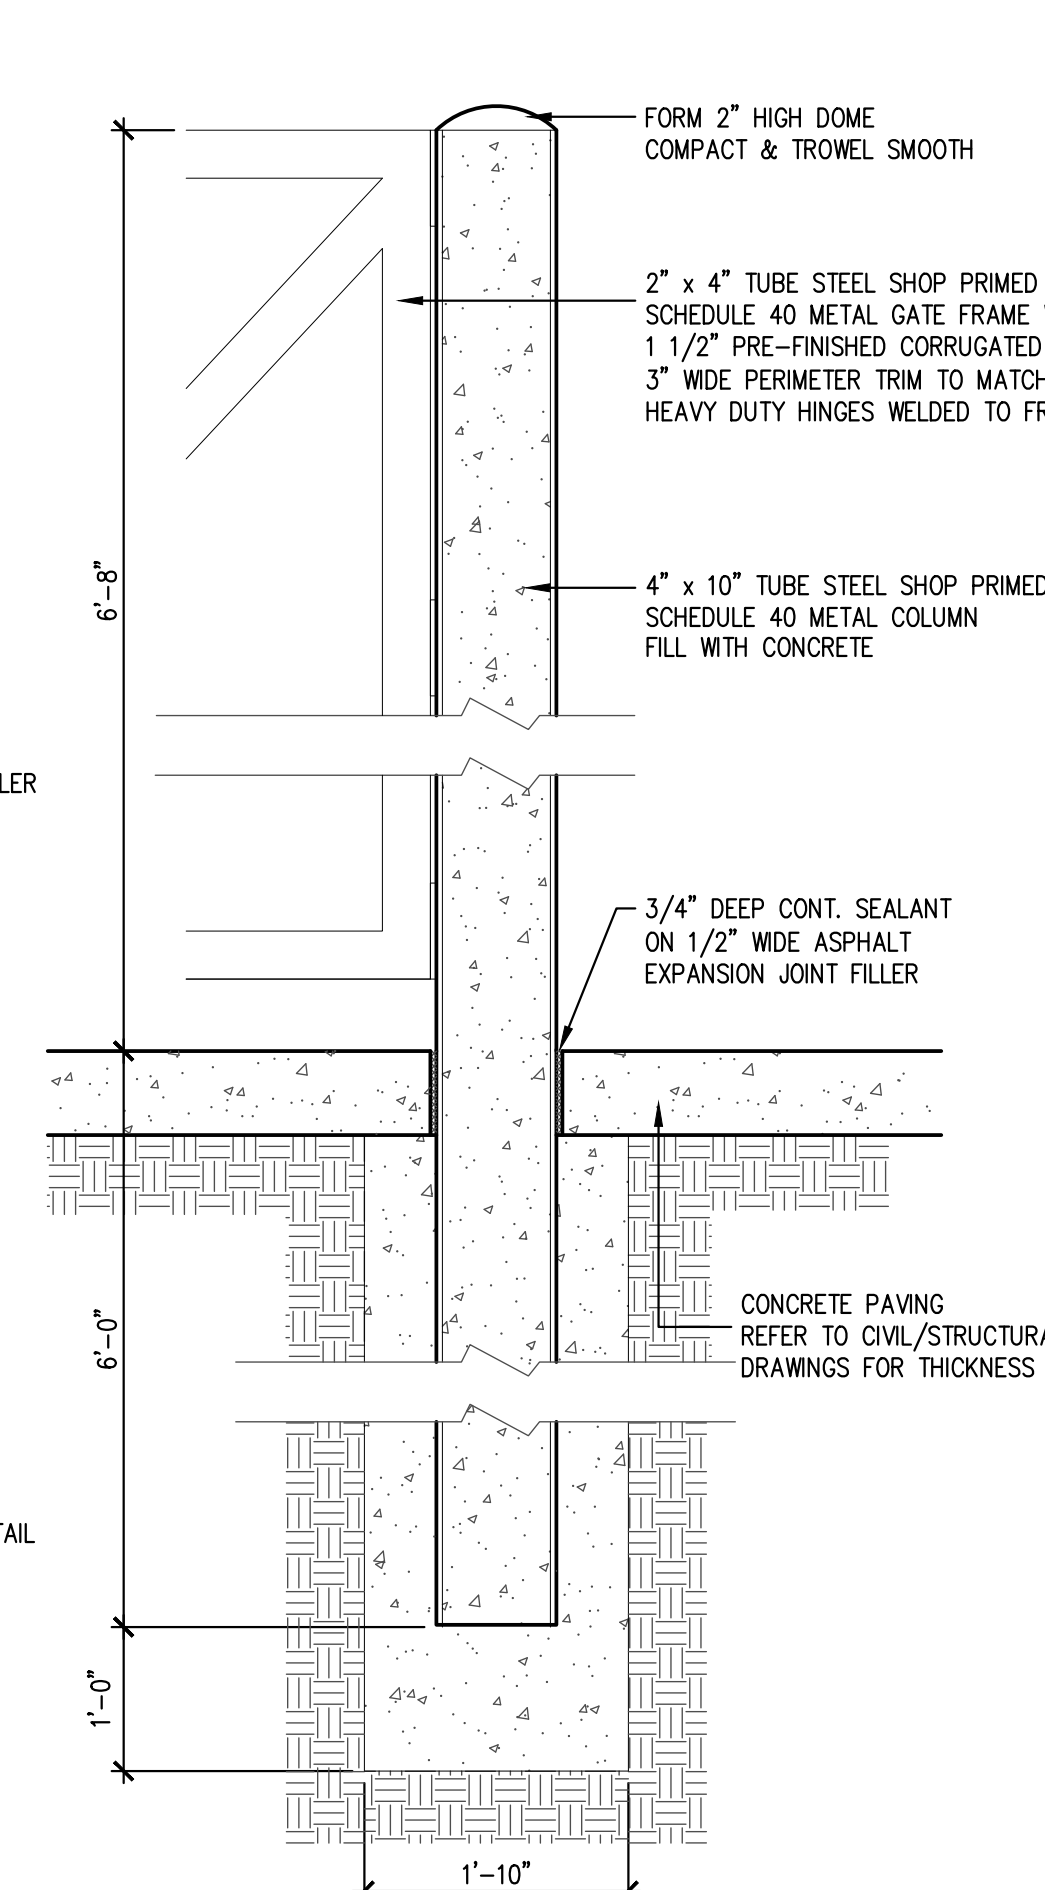 FORM 2" HIGH DOME
COMPACT & TROWEL SMOOTH
2" x 4" TUBE STEEL SHOP PRIMED
SCHEDULE 40 METAL GATE FRAME
1 1/2" PRE-FINISHED CORRUGATED
3" WIDE PERIMETER TRIM TO MATCH
HEAVY DUTY HINGES WELDED TO FR
6'-8"
4" x 10" TUBE STEEL SHOP PRIMED
SCHEDULE 40 METAL COLUMN
FILL WITH CONCRETE
LER
3/4" DEEP CONT. SEALANT
ON 1/2" WIDE ASPHALT
EXPANSION JOINT FILLER
6'-0"
CONCRETE PAVING
REFER TO CIVIL/STRUCTURA
DRAWINGS FOR THICKNESS
TAIL
1'-0"
1'-10"